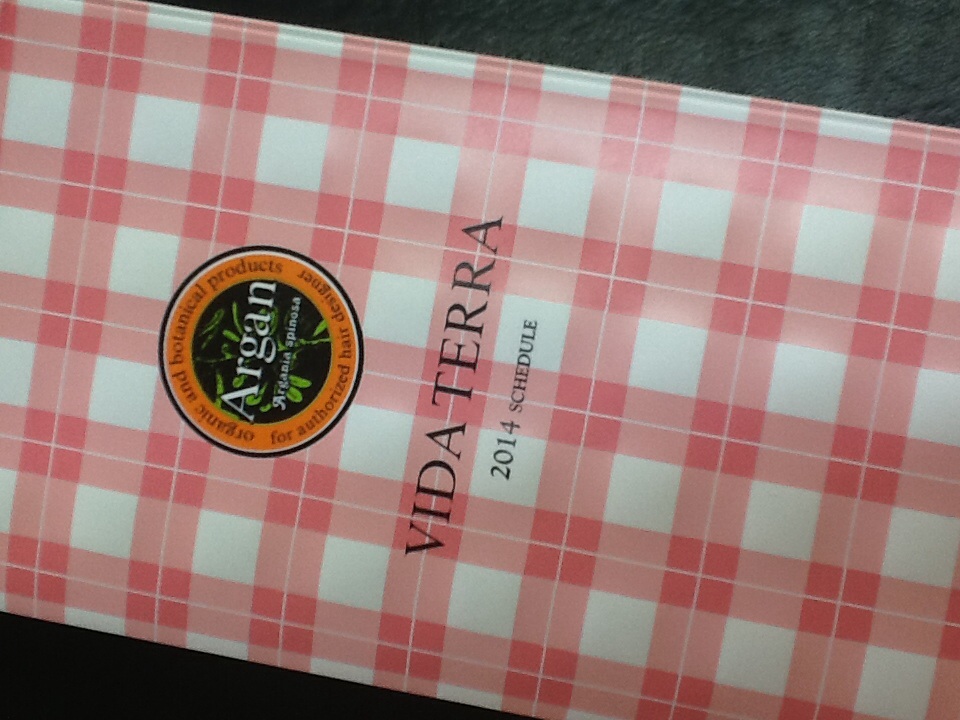 organic and botanical products
Argan
Argania spinosa
for authorized hair designer
VIDA TERRA
2014 SCHEDULE